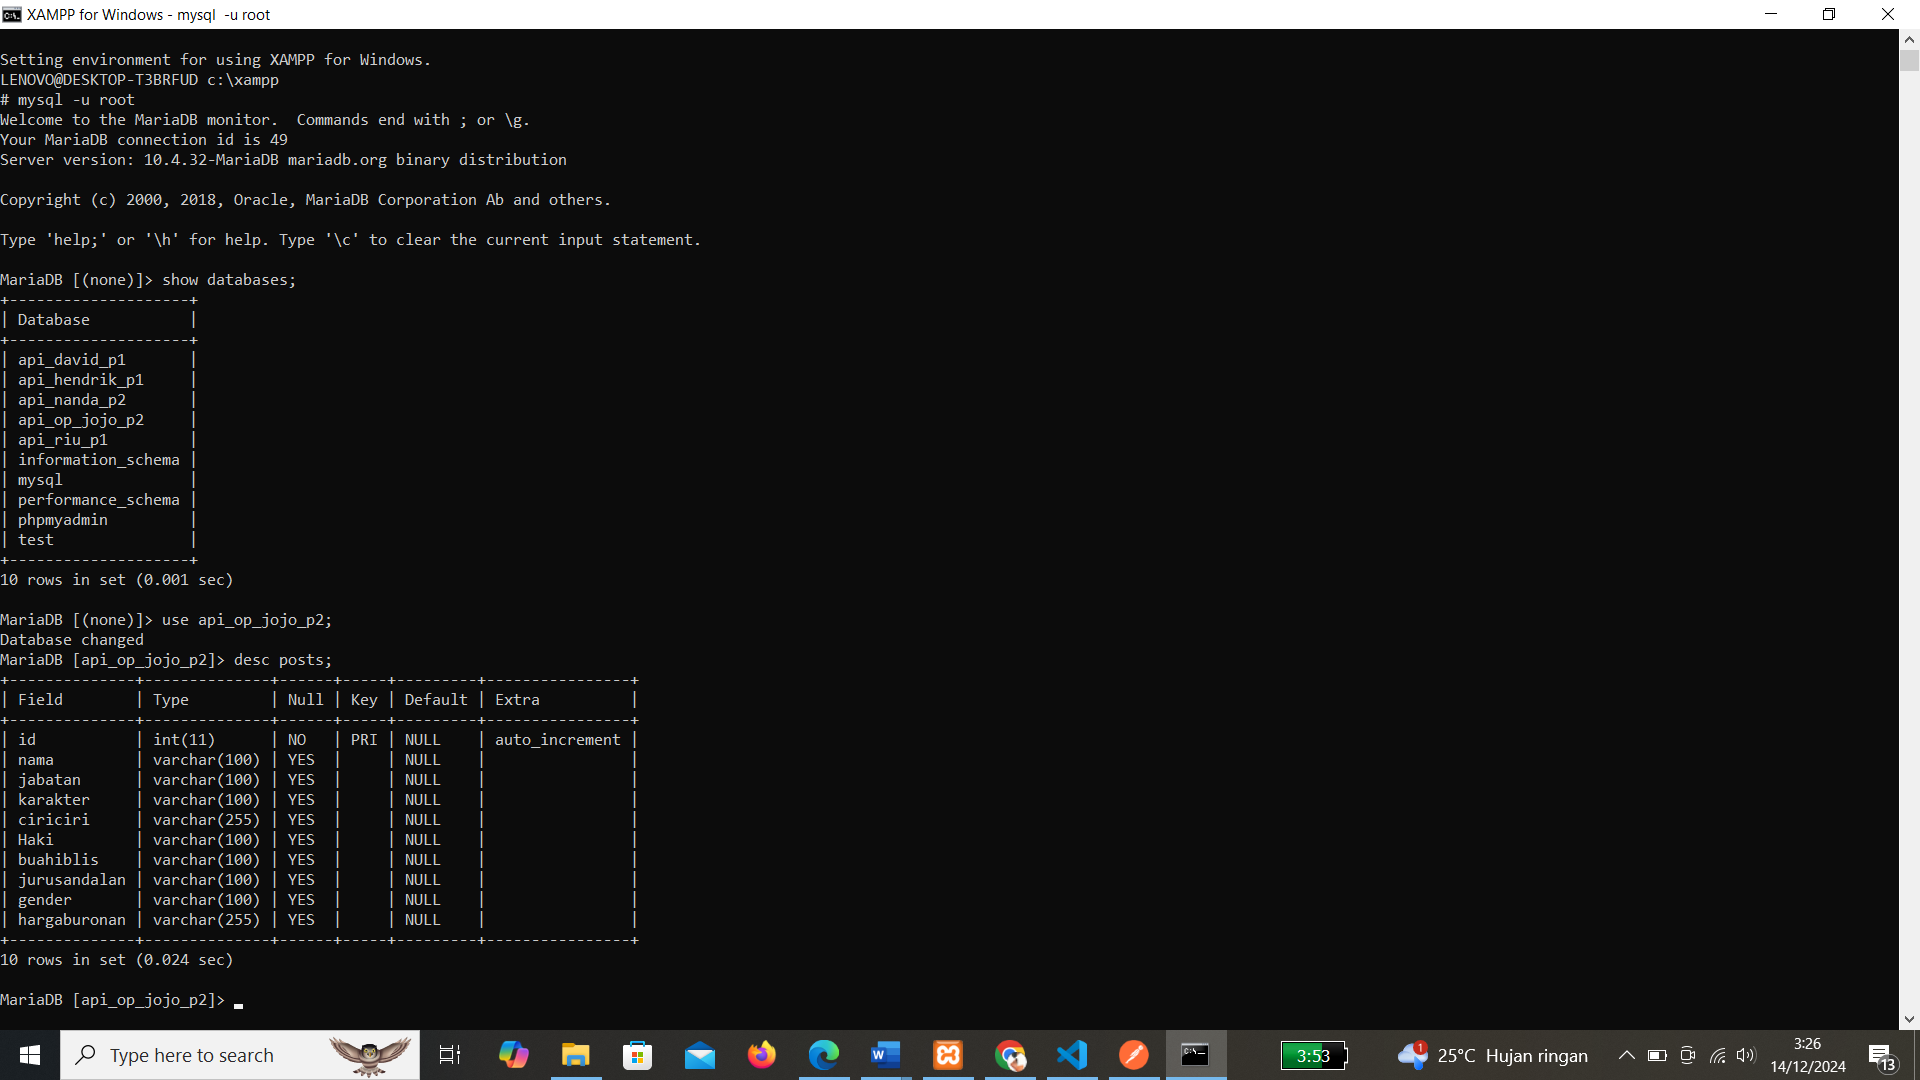 XAMPP for Windows - mysql  -u root
Setting environment for using XAMPP for Windows.
LENOVO@DESKTOP-T3BRFUD c:\xampp
# mysql -u root
Welcome to the MariaDB monitor.  Commands end with ; or \g.
Your MariaDB connection id is 49
Server version: 10.4.32-MariaDB mariadb.org binary distribution
Copyright (c) 2000, 2018, Oracle, MariaDB Corporation Ab and others.
Type 'help;' or '\h' for help. Type '\c' to clear the current input statement.
MariaDB [(none)]> show databases;
+--------------------+
| Database           |
+--------------------+
| api_david_p1       |
| api_hendrik_p1     |
| api_nanda_p2       |
| api_op_jojo_p2     |
| api_riu_p1         |
| information_schema |
| mysql              |
| performance_schema |
| phpmyadmin         |
| test               |
+--------------------+
10 rows in set (0.001 sec)
MariaDB [(none)]> use api_op_jojo_p2;
Database changed
MariaDB [api_op_jojo_p2]> desc posts;
+--------------+--------------+------+-----+---------+----------------+
| Field        | Type         | Null | Key | Default | Extra          |
+--------------+--------------+------+-----+---------+----------------+
| id           | int(11)      | NO   | PRI | NULL    | auto_increment |
| nama         | varchar(100) | YES  |     | NULL    |                |
| jabatan      | varchar(100) | YES  |     | NULL    |                |
| karakter     | varchar(100) | YES  |     | NULL    |                |
| ciriciri     | varchar(255) | YES  |     | NULL    |                |
| Haki         | varchar(100) | YES  |     | NULL    |                |
| buahiblis    | varchar(100) | YES  |     | NULL    |                |
| jurusandalan | varchar(100) | YES  |     | NULL    |                |
| gender       | varchar(100) | YES  |     | NULL    |                |
| hargaburonan | varchar(255) | YES  |     | NULL    |                |
+--------------+--------------+------+-----+---------+----------------+
10 rows in set (0.024 sec)
MariaDB [api_op_jojo_p2]>
Type here to search
3:53
1
25°C Hujan ringan
3:26
14/12/2024
13